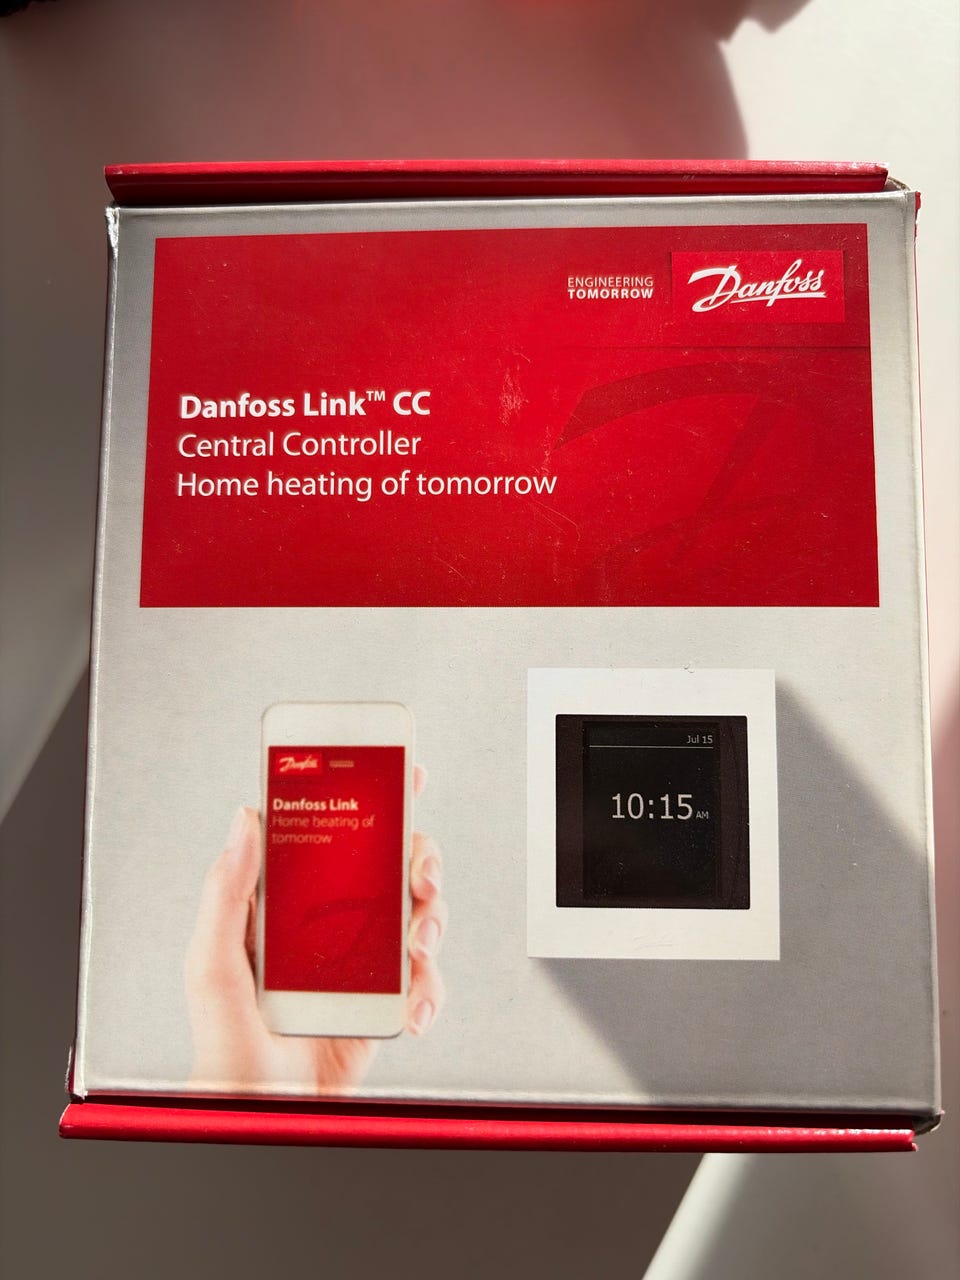 ENGINEERING
TOMORROW
Danfoss
Danfoss Link™ CC
Central Controller
Home heating of tomorrow
Danfoss
Danfoss Link
Home heating of
tomorrow
Jul 15
10:15 AM